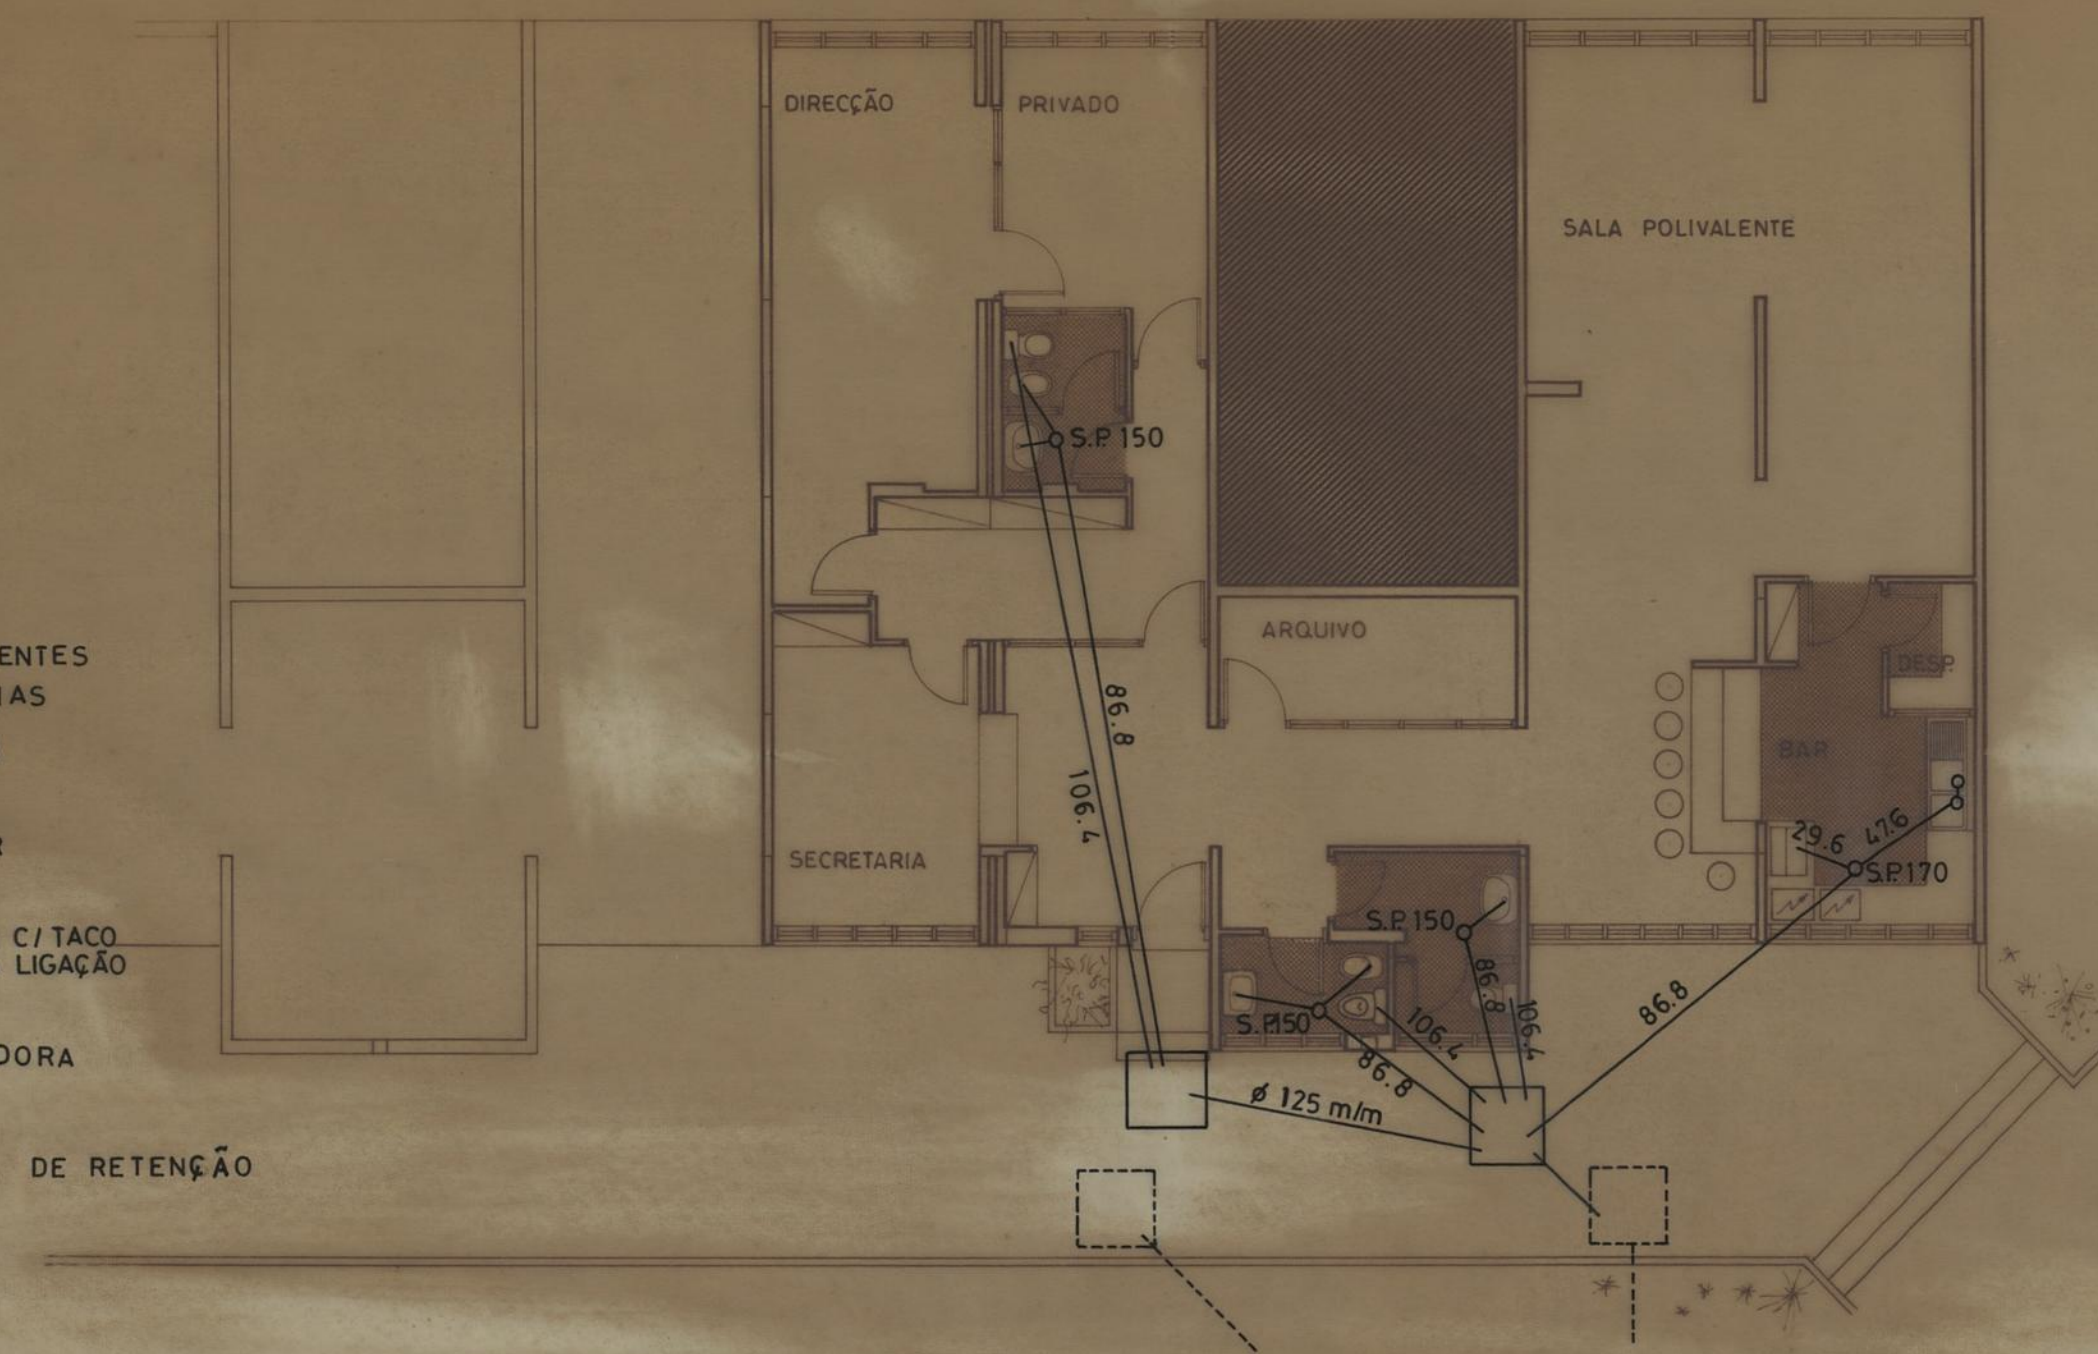 DIRECÇÃO
PRIVADO
SALA POLIVALENTE
S.P. 150
ARQUIVO
ENTES
IAS
DESP.
86.8
106.4
BAR
29.6
47.6
S.P. 170
SECRETARIA
R
C/ TACO
LIGAÇÃO
S.P. 150
86.8
106.4
86.8
S. P.150
106.4
86.8
DORA
ø 125 m/m
DE RETENÇÃO